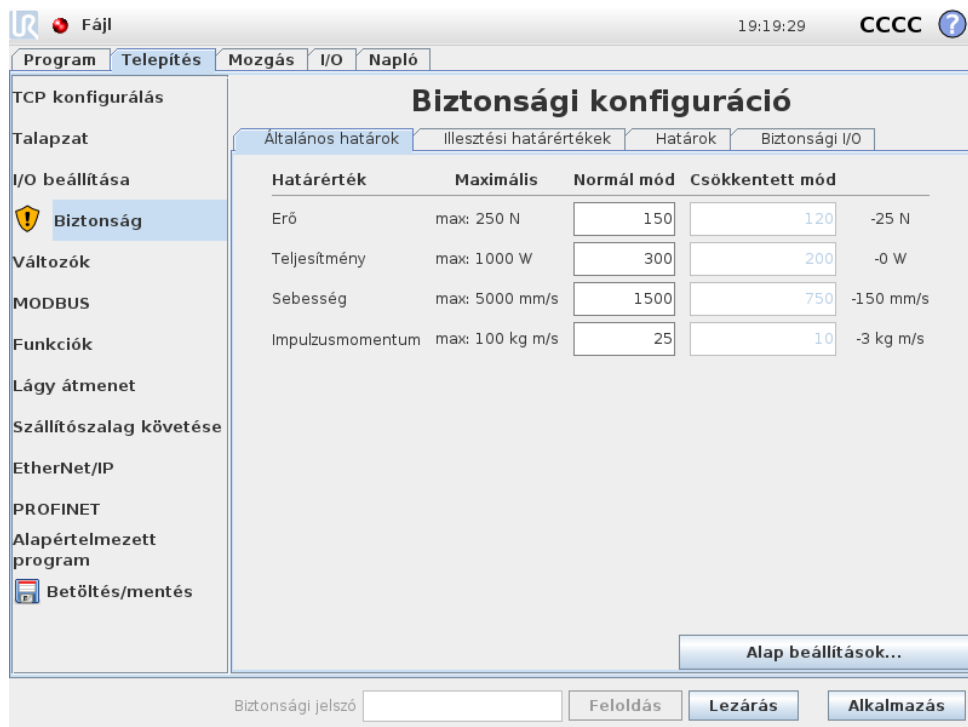 UR Fájl 19:19:29 CCCC ?
Program Telepítés Mozgás I/O Napló
TCP konfigurálás
Talapzat
I/O beállítása
Biztonság
Változók
MODBUS
Funkciók
Lágy átmenet
Szállítószalag követése
EtherNet/IP
PROFINET
Alapértelmezett
program
Betöltés/mentés
Biztonsági konfiguráció
Általános határok Illesztési határértékek Határok Biztonsági I/O
Határérték Maximális Normál mód Csökkentett mód
Erő max: 250 N 150 120 -25 N
Teljesítmény max: 1000 W 300 200 -0 W
Sebesség max: 5000 mm/s 1500 750 -150 mm/s
Impulzusmomentum max: 100 kg m/s 25 10 -3 kg m/s
Alap beállítások...
Biztonsági jelszó Feloldás Lezárás Alkalmazás